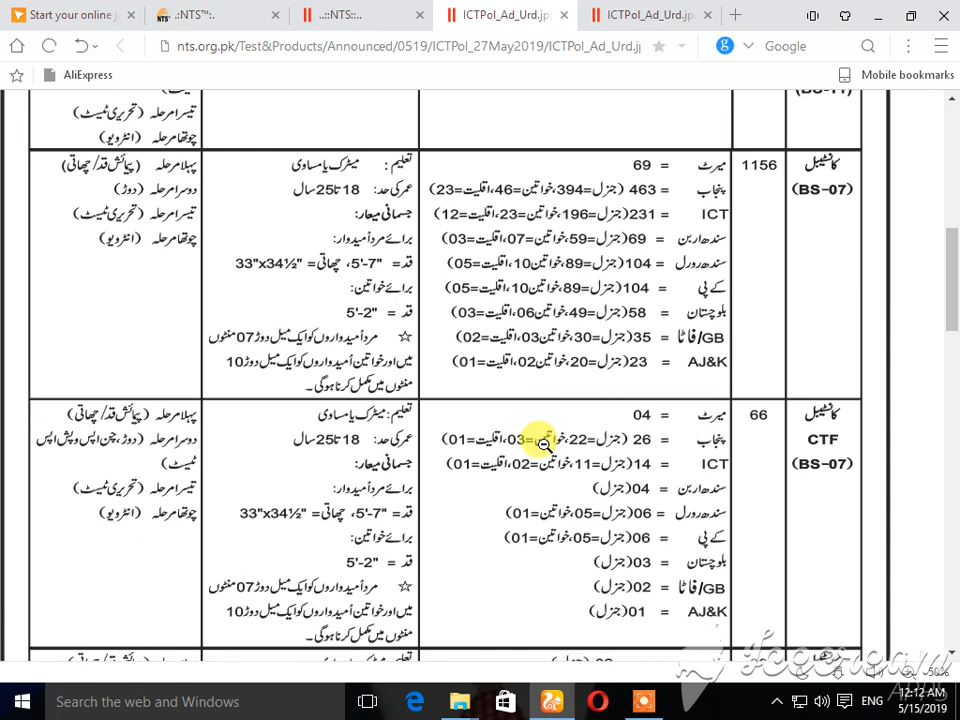 Start your online j
.:NTS™:.
..::NTS::..
ICTPol_Ad_Urd.jp
ICTPol_Ad_Urd.jp
nts.org.pk/Test&Products/Announced/0519/ICTPol_27May2019/ICTPol_Ad_Urd.jpg
Google
AliExpress
Mobile bookmarks
(BS-11)
تیسرا مرحلہ (تحریری ٹیسٹ)
چوتھا مرحلہ (انٹرویو)
کانسٹیبل
(BS-07)
1156
میرٹ = 69
پنجاب = 463 (جنرل=394،خواتین=46،اقلیت=23)
ICT = 231(جنرل=196،خواتین=23،اقلیت=12)
سندھ اربن = 69(جنرل=59،خواتین=07،اقلیت=03)
سندھ رورل = 104(جنرل=89،خواتین10،اقلیت=05)
کے پی = 104(جنرل=89،خواتین10،اقلیت=05)
بلوچستان = 58(جنرل=49،خواتین06،اقلیت=03)
GB/فاٹا = 35(جنرل=30،خواتین03،اقلیت=02)
AJ&K = 23(جنرل=20،خواتین02،اقلیت=01)
تعلیم : میٹرک یا مساوی
عمر کی حد: 18 تا 25 سال
جسمانی معیار:
برائے مرد اُمیدوار:
قد= 5'-7"، چھاتی= 33"x34½"
برائے خواتین:
قد = 5'-2"
☆ مرد اُمیدواروں کو ایک میل دوڑ 07 منٹوں
میں اور خواتین اُمیدواروں کو ایک میل دوڑ 10
منٹوں میں مکمل کرنا ہوگی۔
پہلا مرحلہ (پیمائش قد/چھاتی)
دوسرا مرحلہ (دوڑ)
تیسرا مرحلہ (تحریری ٹیسٹ)
چوتھا مرحلہ (انٹرویو)
کانسٹیبل
CTF
(BS-07)
66
میرٹ = 04
پنجاب = 26 (جنرل=22،خواتین=03،اقلیت=01)
ICT = 14(جنرل=11،خواتین=02،اقلیت=01)
سندھ اربن = 04(جنرل)
سندھ رورل = 06(جنرل=05،خواتین=01)
کے پی = 06(جنرل=05،خواتین=01)
بلوچستان = 03(جنرل)
GB/فاٹا = 02(جنرل)
AJ&K = 01(جنرل)
تعلیم: میٹرک یا مساوی
عمر کی حد: 18 تا 25 سال
جسمانی معیار:
برائے مرد اُمیدوار:
قد= 5'-7"، چھاتی= 33"x34½"
برائے خواتین:
قد = 5'-2"
☆ مرد اُمیدواروں کو ایک میل دوڑ 07 منٹوں
میں اور خواتین اُمیدواروں کو ایک میل دوڑ 10
منٹوں میں مکمل کرنا ہوگی۔
پہلا مرحلہ (پیمائش قد/چھاتی)
دوسرا مرحلہ (دوڑ، چن اپس و پش اپس
ٹیسٹ)
تیسرا مرحلہ (تحریری ٹیسٹ)
چوتھا مرحلہ (انٹرویو)
50%
Search the Web and Windows
ENG
12:12 AM
5/15/2019